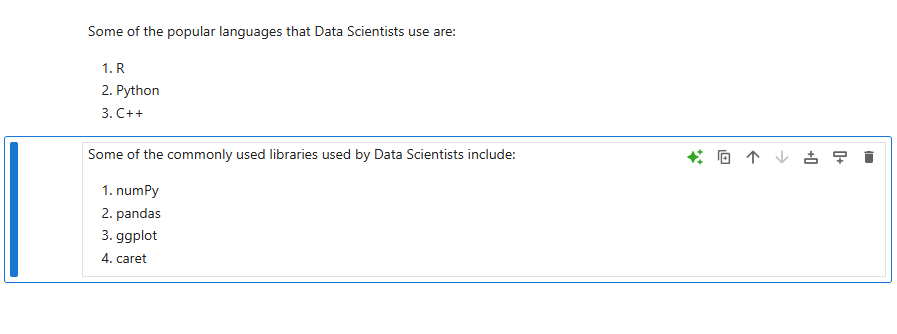 Some of the popular languages that Data Scientists use are:
1. R
2. Python
3. C++
Some of the commonly used libraries used by Data Scientists include:
1. numPy
2. pandas
3. ggplot
4. caret